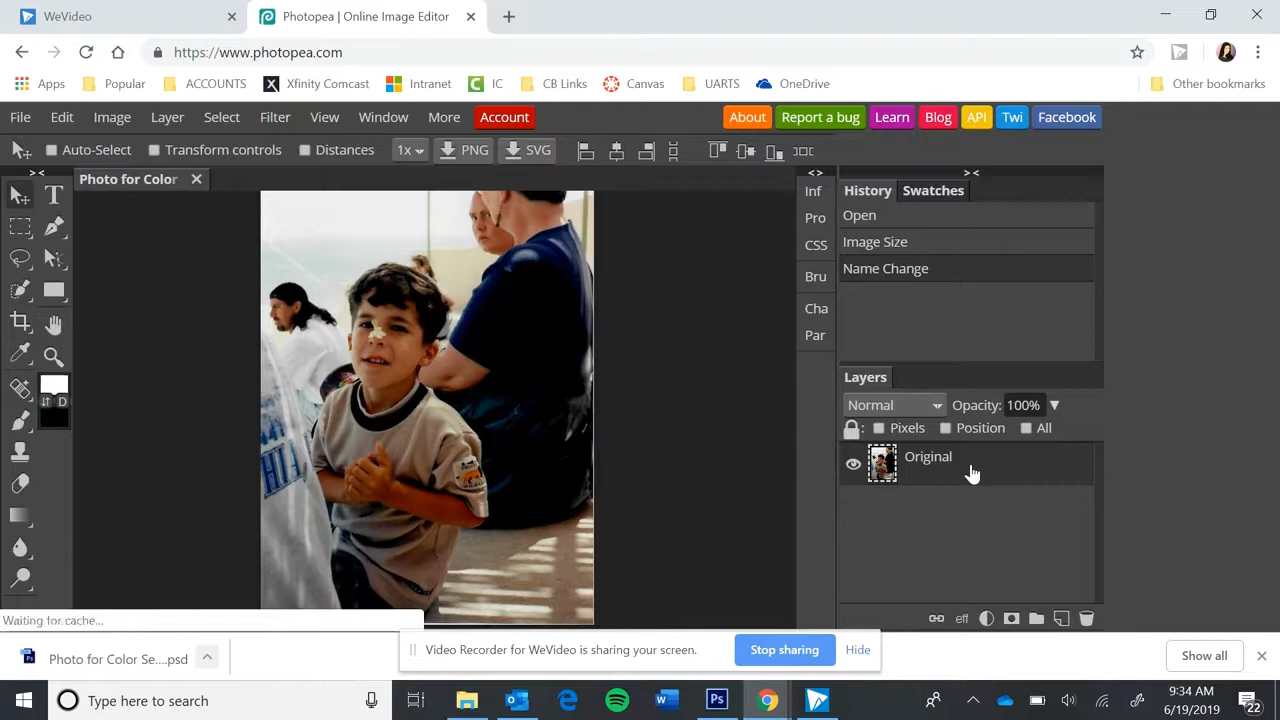 WeVideo
Photopea | Online Image Editor
https://www.photopea.com
Apps Popular ACCOUNTS Xfinity Comcast Intranet IC CB Links Canvas UARTS OneDrive Other bookmarks
File Edit Image Layer Select Filter View Window More Account About Report a bug Learn Blog API Twi Facebook
Auto-Select Transform controls Distances 1x PNG SVG
Photo for Color
Inf
Pro
CSS
Bru
Cha
Par
History Swatches
Open
Image Size
Name Change
Layers
Normal Opacity: 100%
: Pixels Position All
Original
eff
D
Waiting for cache...
Photo for Color Se....psd
Video Recorder for WeVideo is sharing your screen. Stop sharing Hide
Show all
Type here to search
9:34 AM
6/19/2019
22